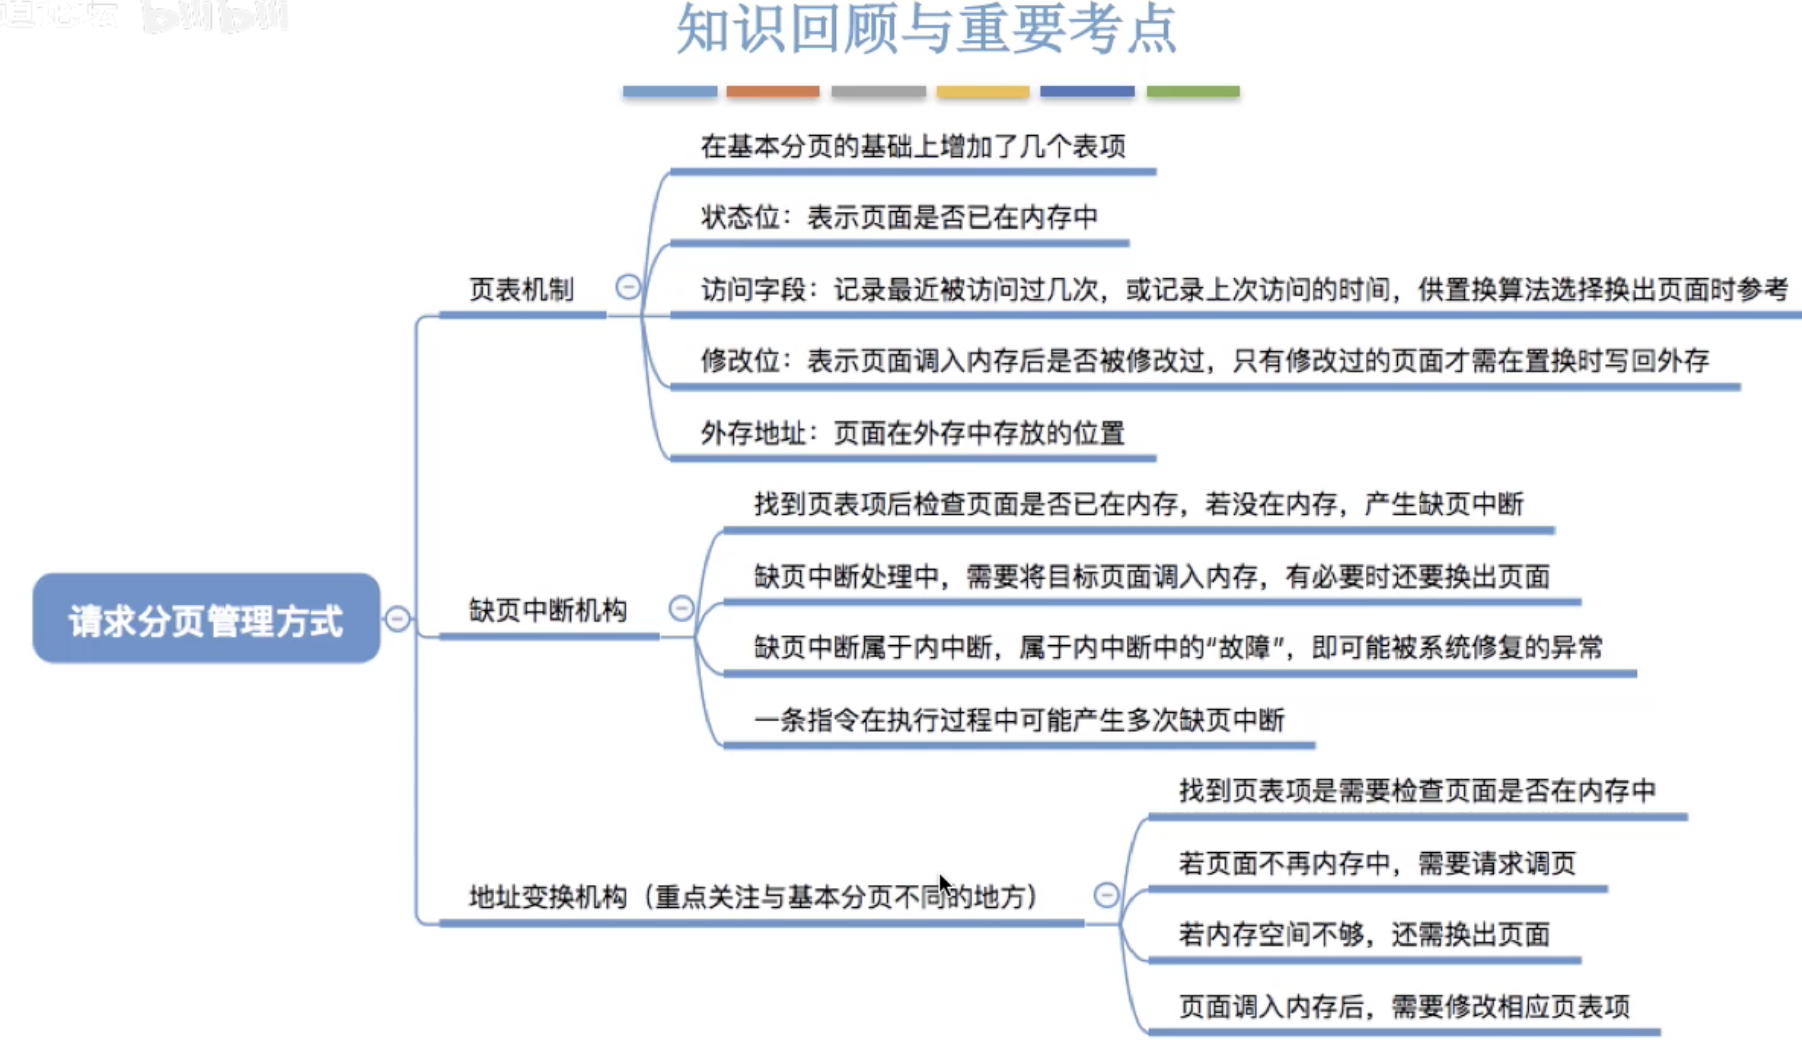 bilibili
知识回顾与重要考点
在基本分页的基础上增加了几个表项
状态位：表示页面是否已在内存中
页表机制
访问字段：记录最近被访问过几次，或记录上次访问的时间，供置换算法选择换出页面时参考
修改位：表示页面调入内存后是否被修改过，只有修改过的页面才需在置换时写回外存
外存地址：页面在外存中存放的位置
找到页表项后检查页面是否已在内存，若没在内存，产生缺页中断
缺页中断处理中，需要将目标页面调入内存，有必要时还要换出页面
请求分页管理方式
缺页中断机构
缺页中断属于内中断，属于内中断中的“故障”，即可能被系统修复的异常
一条指令在执行过程中可能产生多次缺页中断
找到页表项是需要检查页面是否在内存中
若页面不再内存中，需要请求调页
地址变换机构（重点关注与基本分页不同的地方）
若内存空间不够，还需换出页面
页面调入内存后，需要修改相应页表项